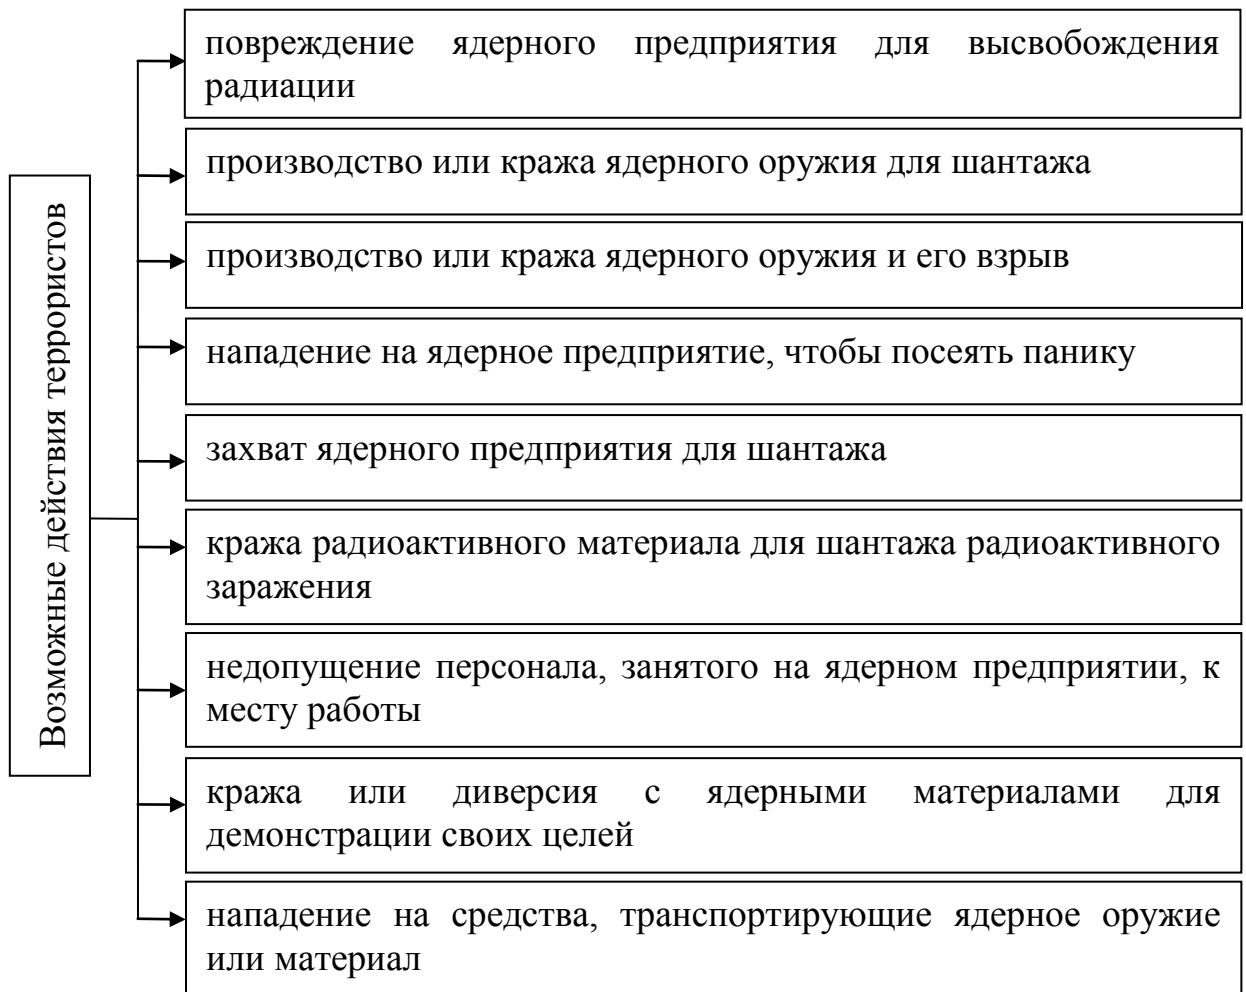 повреждение ядерного предприятия для высвобождения
радиации
производство или кража ядерного оружия для шантажа
производство или кража ядерного оружия и его взрыв
нападение на ядерное предприятие, чтобы посеять панику
захват ядерного предприятия для шантажа
кража радиоактивного материала для шантажа радиоактивного
заражения
недопущение персонала, занятого на ядерном предприятии, к
месту работы
кража или диверсия с ядерными материалами для
демонстрации своих целей
нападение на средства, транспортирующие ядерное оружие
или материал
Возможные действия террористов